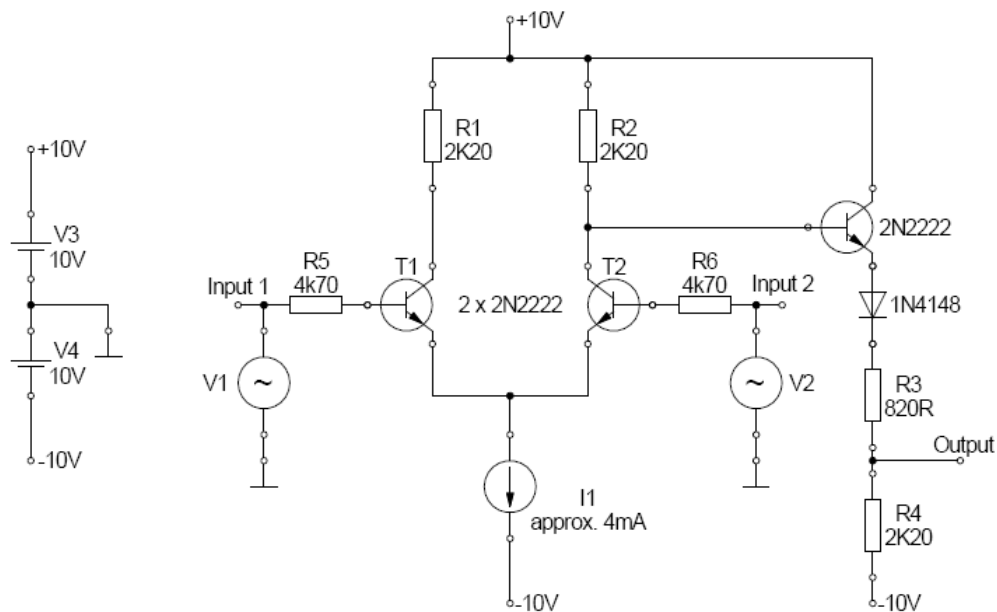 +10V
R1
2K20
R2
2K20
+10V
V3
10V
V4
10V
-10V
2N2222
Input 1
R5
4k70
T1
2 x 2N2222
T2
R6
4k70
Input 2
1N4148
V1
~
V2
~
R3
820R
Output
I1
approx. 4mA
R4
2K20
-10V
-10V